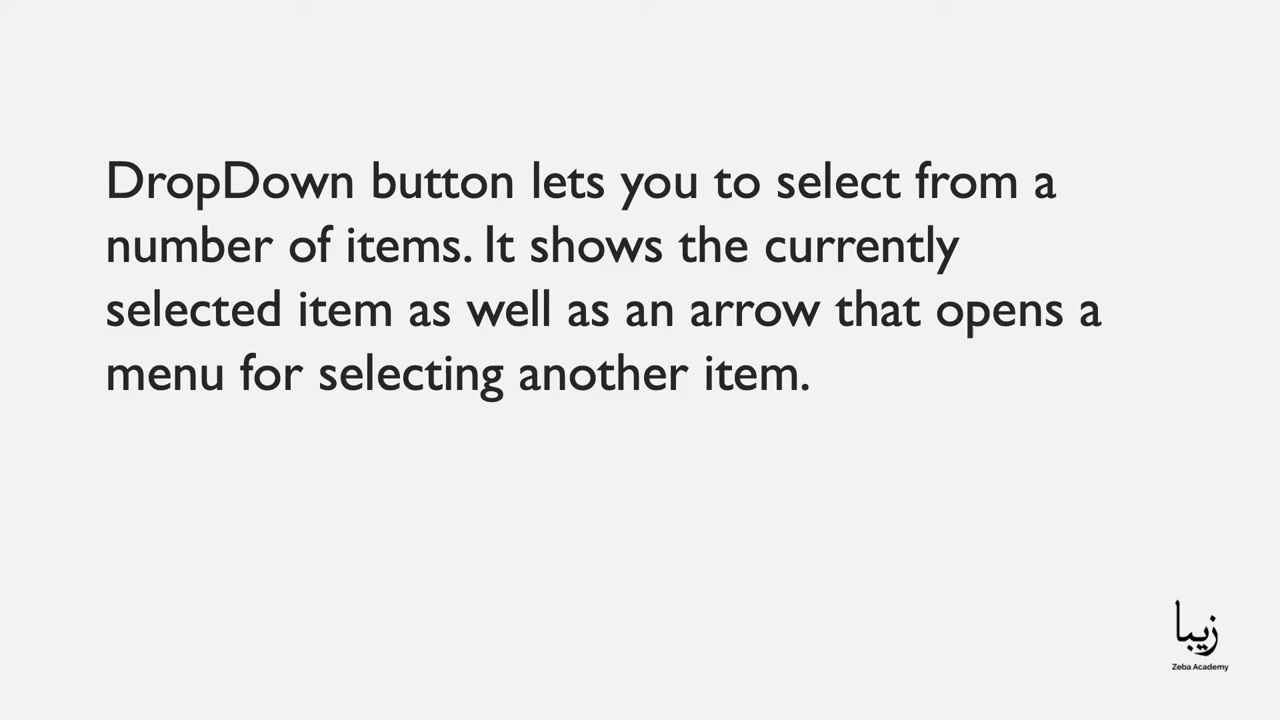 DropDown button lets you to select from a
number of items. It shows the currently
selected item as well as an arrow that opens a
menu for selecting another item.
زیبا
Zeba Academy